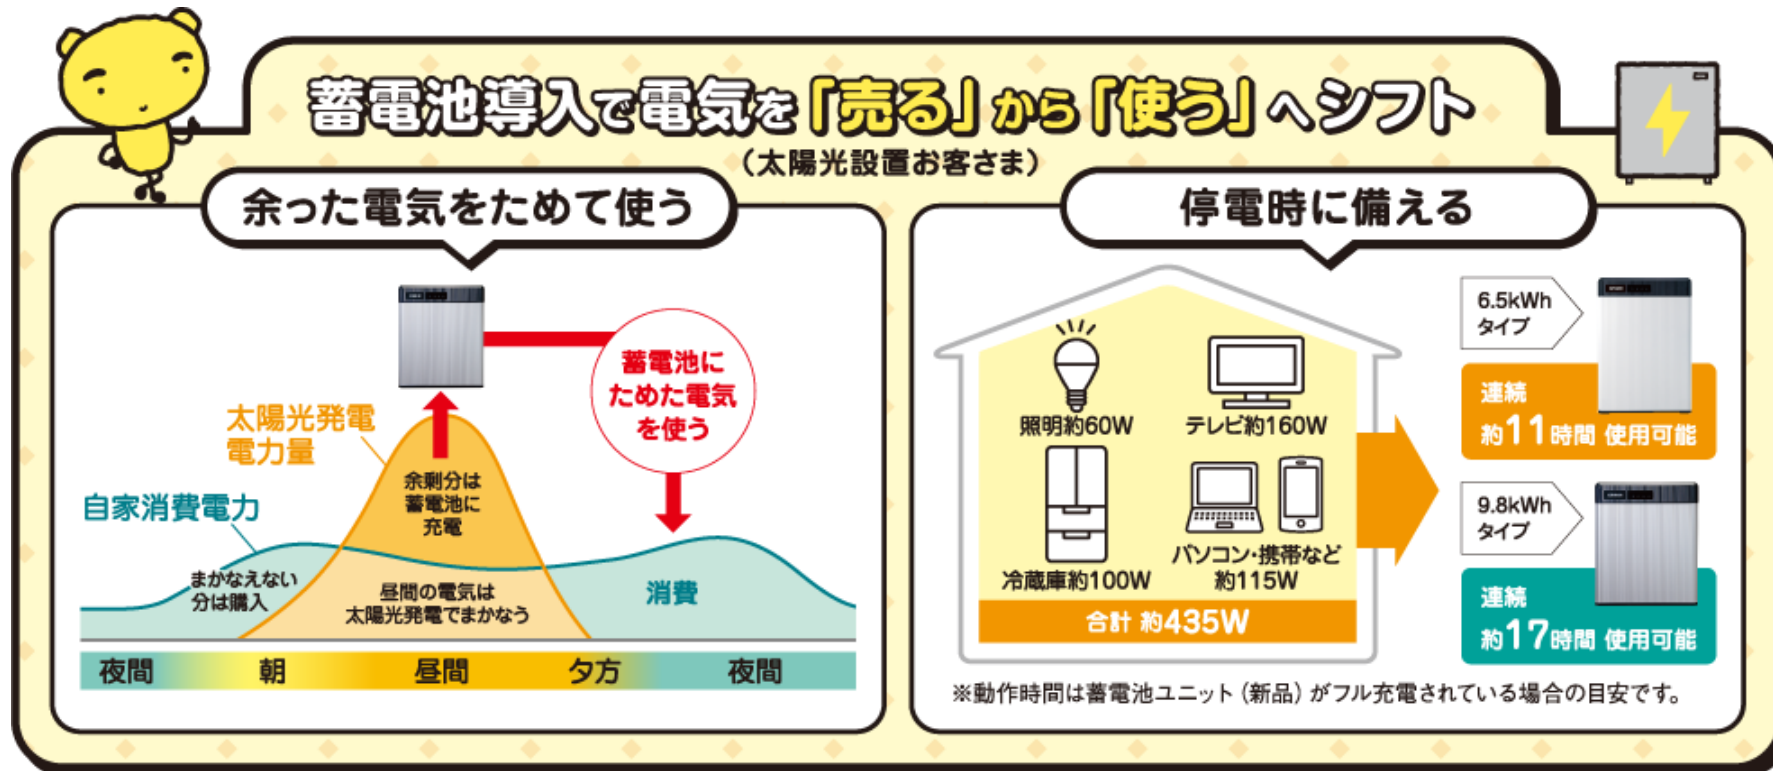 蓄電池導入で電気を「売る」から「使う」へシフト
(太陽光設置お客さま)
余った電気をためて使う
太陽光発電
電力量
自家消費電力
まかなえない
分は購入
余剰分は
蓄電池に
充電
昼間の電気は
太陽光発電でまかなう
蓄電池に
ためた電気
を使う
消費
夜間
朝
昼間
夕方
夜間
停電時に備える
照明約60W
テレビ約160W
冷蔵庫約100W
パソコン・携帯など
約115W
合計 約435W
6.5kWh
タイプ
連続
約11時間 使用可能
9.8kWh
タイプ
連続
約17時間 使用可能
※動作時間は蓄電池ユニット(新品)がフル充電されている場合の目安です。